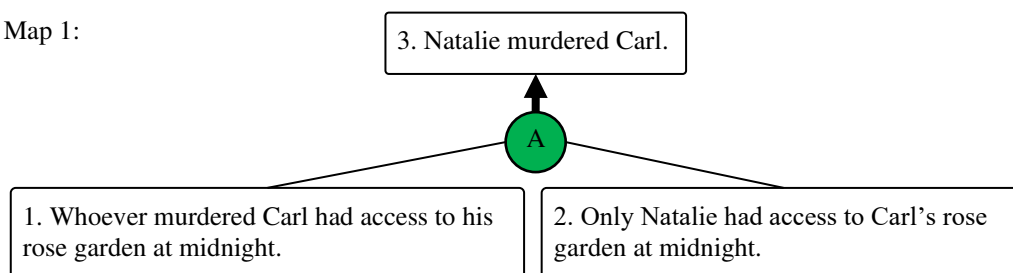 Map 1:
3. Natalie murdered Carl.
A
1. Whoever murdered Carl had access to his
rose garden at midnight.
2. Only Natalie had access to Carl’s rose
garden at midnight.